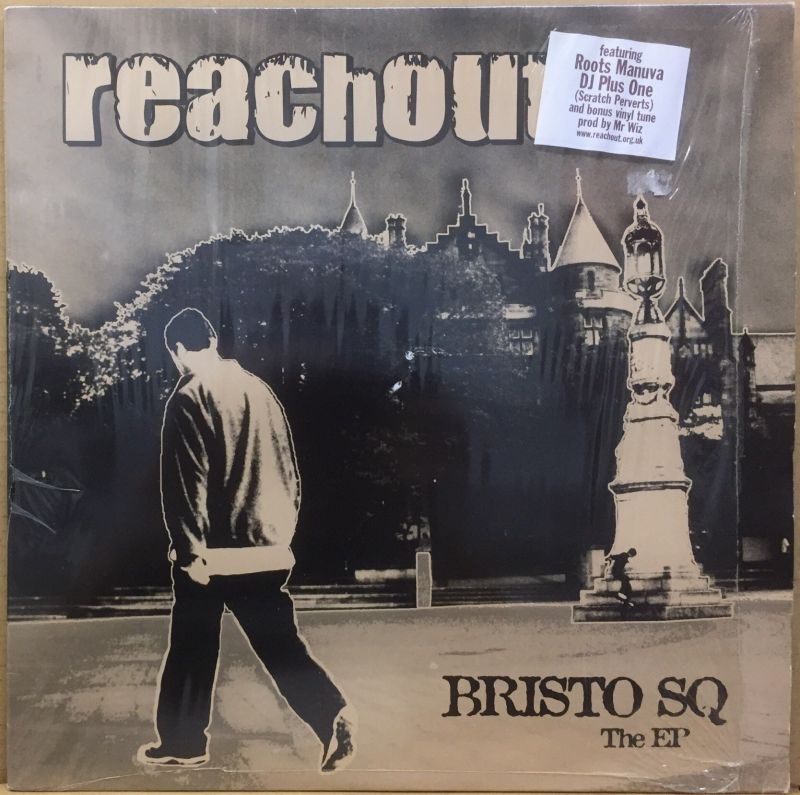 reachout
featuring
Roots Manuva
DJ Plus One
(Scratch Perverts)
and bonus vinyl tune
prod by Mr Wiz
www.reachout.org.uk
BRISTO SQ
The EP